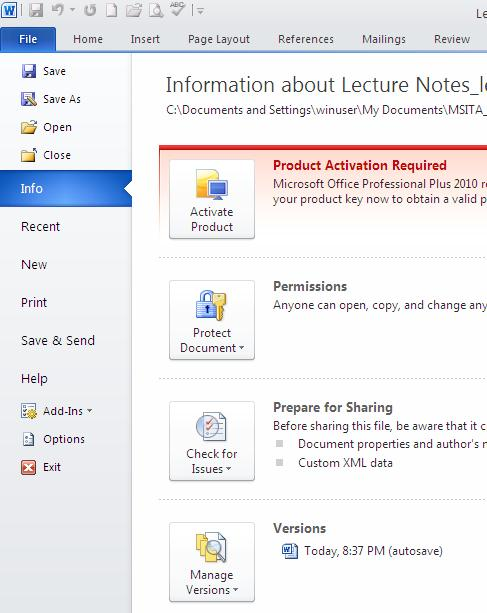 W ABC
Le
File Home Insert Page Layout References Mailings Review
Save
Save As
Open
Close
Info
Recent
New
Print
Save & Send
Help
Add-Ins
Options
Exit
Information about Lecture Notes_le
C:\Documents and Settings\winuser\My Documents\MSITA_
Activate
Product
Product Activation Required
Microsoft Office Professional Plus 2010 re
your product key now to obtain a valid p
Protect
Document
Permissions
Anyone can open, copy, and change any
Check for
Issues
Prepare for Sharing
Before sharing this file, be aware that it c
Document properties and author's n
Custom XML data
Manage
Versions
Versions
Today, 8:37 PM (autosave)